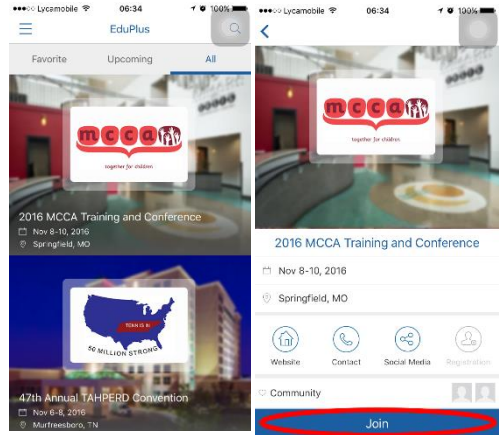 Lycamobile 06:34 100%
EduPlus
Favorite Upcoming All
mcca
together for children
2016 MCCA Training and Conference
Nov 8-10, 2016
Springfield, MO
TENN IS IN
50 MILLION STRONG
47th Annual TAHPERD Convention
Nov 6-8, 2016
Murfreesboro, TN
Lycamobile 06:34 100%
mcca
together for children
2016 MCCA Training and Conference
Nov 8-10, 2016
Springfield, MO
Website Contact Social Media Registration
Community
Join